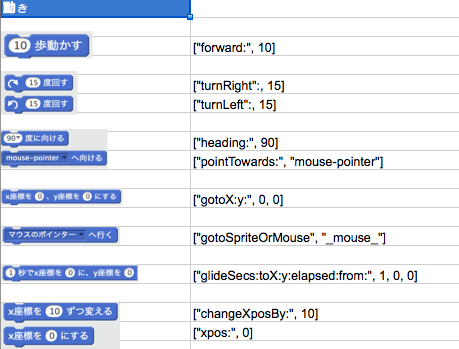 動き
10 歩動かす
["forward:", 10]
15 度回す
["turnRight":, 15]
15 度回す
["turnLeft":, 15]
90▼ 度に向ける
["heading:", 90]
mouse-pointer▼ へ向ける
["pointTowards:", "mouse-pointer"]
x座標を 0 、y座標を 0 にする
["gotoX:y:", 0, 0]
マウスのポインター▼ へ行く
["gotoSpriteOrMouse", "_mouse_"]
1 秒でx座標を 0 に、y座標を 0
["glideSecs:toX:y:elapsed:from:", 1, 0, 0]
x座標を 10 ずつ変える
["changeXposBy:", 10]
x座標を 0 にする
["xpos:", 0]